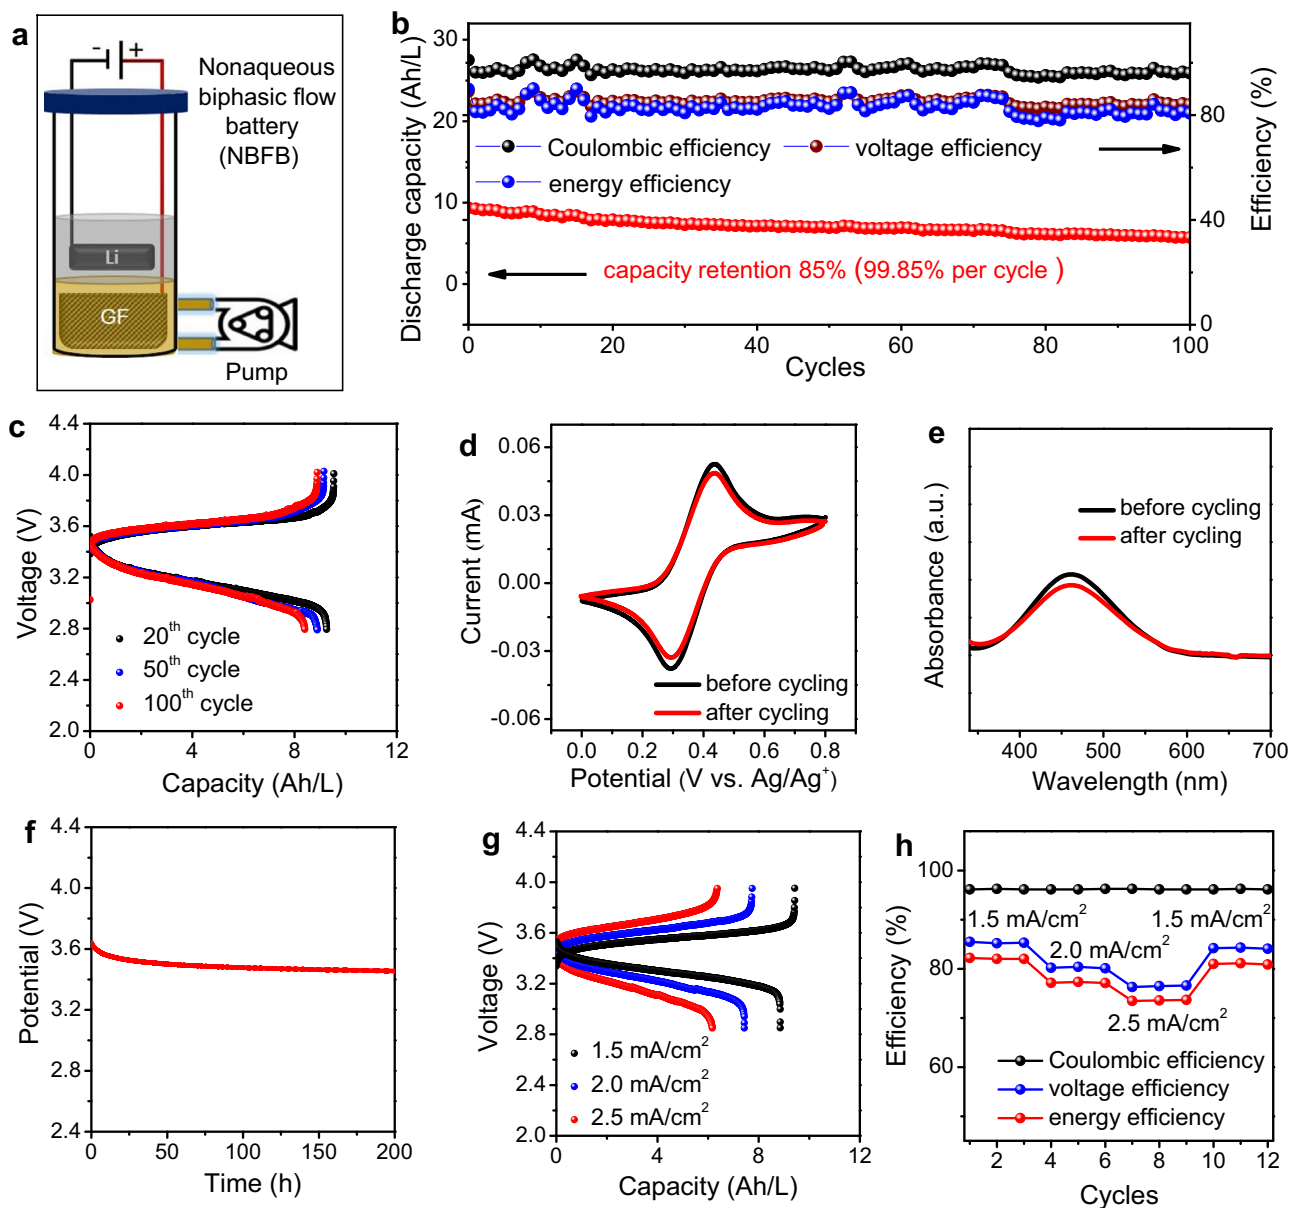 a
- +
Nonaqueous
biphasic flow
battery
(NBFB)
Li
GF
Pump
b
Discharge capacity (Ah/L)
30
20
10
0
Coulombic efficiency
voltage efficiency
energy efficiency
capacity retention 85% (99.85% per cycle )
80
40
0
Efficiency (%)
0 20 40 60 80 100
Cycles
c
Voltage (V)
4.4
4.0
3.6
3.2
2.8
2.4
2.0
20th cycle
50th cycle
100th cycle
0 4 8 12
Capacity (Ah/L)
d
Current (mA)
0.06
0.03
0.00
-0.03
-0.06
before cycling
after cycling
0.0 0.2 0.4 0.6 0.8
Potential (V vs. Ag/Ag+)
e
Absorbance (a.u.)
before cycling
after cycling
400 500 600 700
Wavelength (nm)
f
Potential (V)
4.4
4.0
3.6
3.2
2.8
2.4
0 50 100 150 200
Time (h)
g
Voltage (V)
4.4
4.0
3.6
3.2
2.8
2.4
2.0
1.5 mA/cm2
2.0 mA/cm2
2.5 mA/cm2
0 4 8 12
Capacity (Ah/L)
h
Efficiency (%)
100
80
60
1.5 mA/cm2
2.0 mA/cm2
2.5 mA/cm2
1.5 mA/cm2
Coulombic efficiency
voltage efficiency
energy efficiency
2 4 6 8 10 12
Cycles